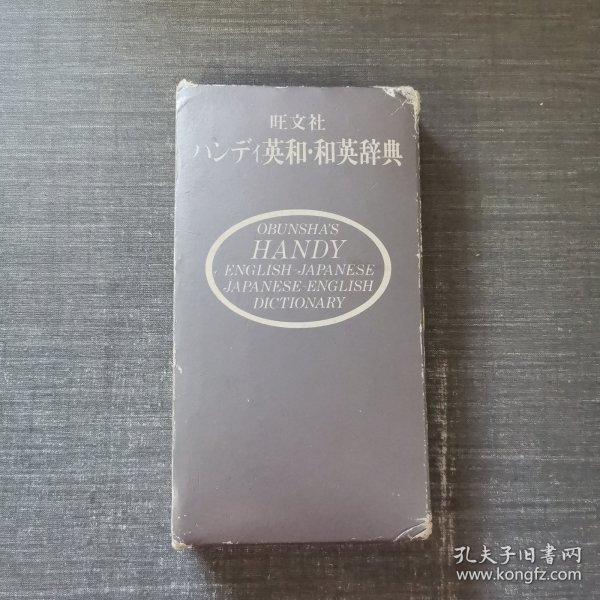 旺文社
ハンディ英和・和英辞典
OBUNSHA'S
HANDY
ENGLISH-JAPANESE
JAPANESE-ENGLISH
DICTIONARY
孔夫子旧書网
www.kongfz.com